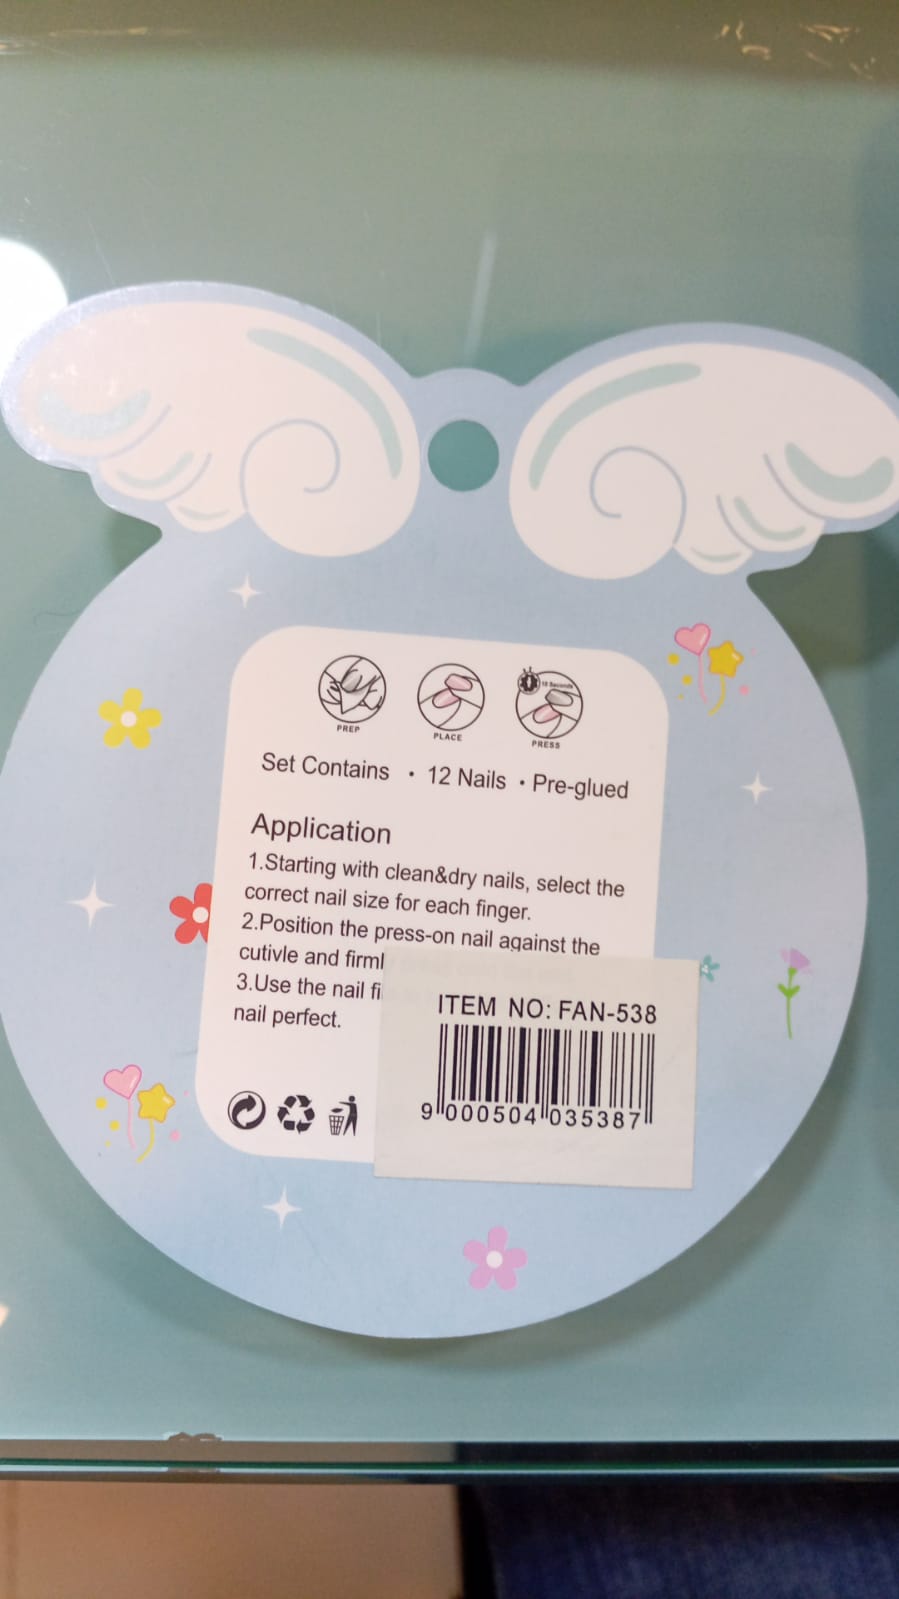 10 Seconds
PREP
PLACE
PRESS
Set Contains • 12 Nails • Pre-glued
Application
1.Starting with clean&dry nails, select the
correct nail size for each finger.
2.Position the press-on nail against the
cutivle and firml
3.Use the nail fi
nail perfect.
ITEM NO: FAN-538
9 000504 035387